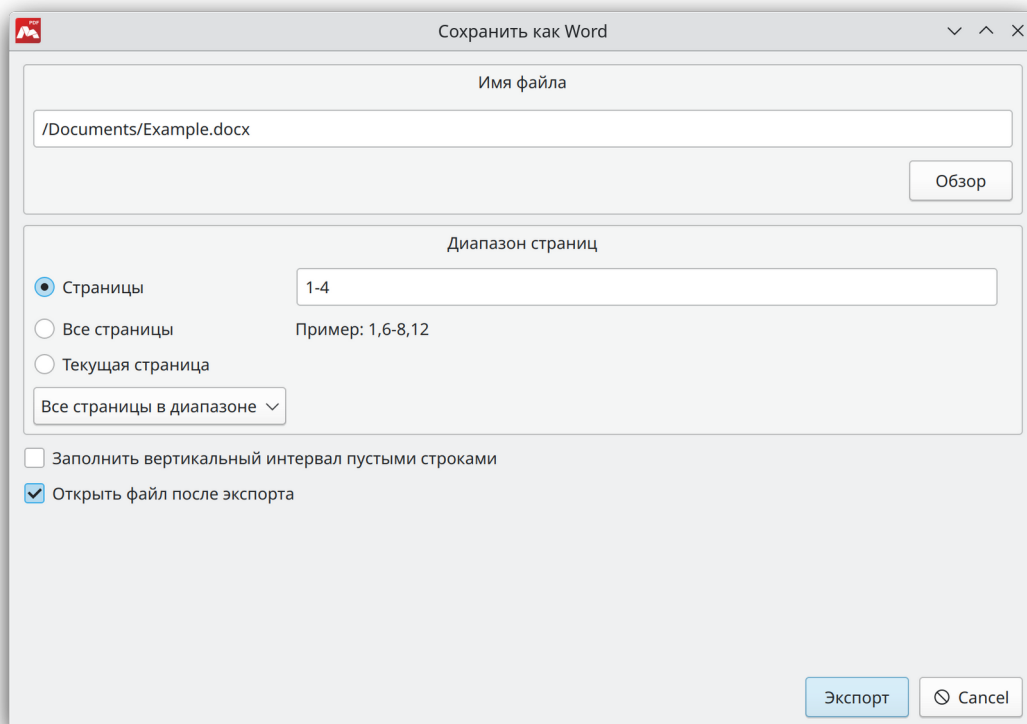 PDF
Сохранить как Word
Имя файла
/Documents/Example.docx
Обзор
Диапазон страниц
Страницы 1-4
Все страницы Пример: 1,6-8,12
Текущая страница
Все страницы в диапазоне
Заполнить вертикальный интервал пустыми строками
Открыть файл после экспорта
Экспорт Cancel